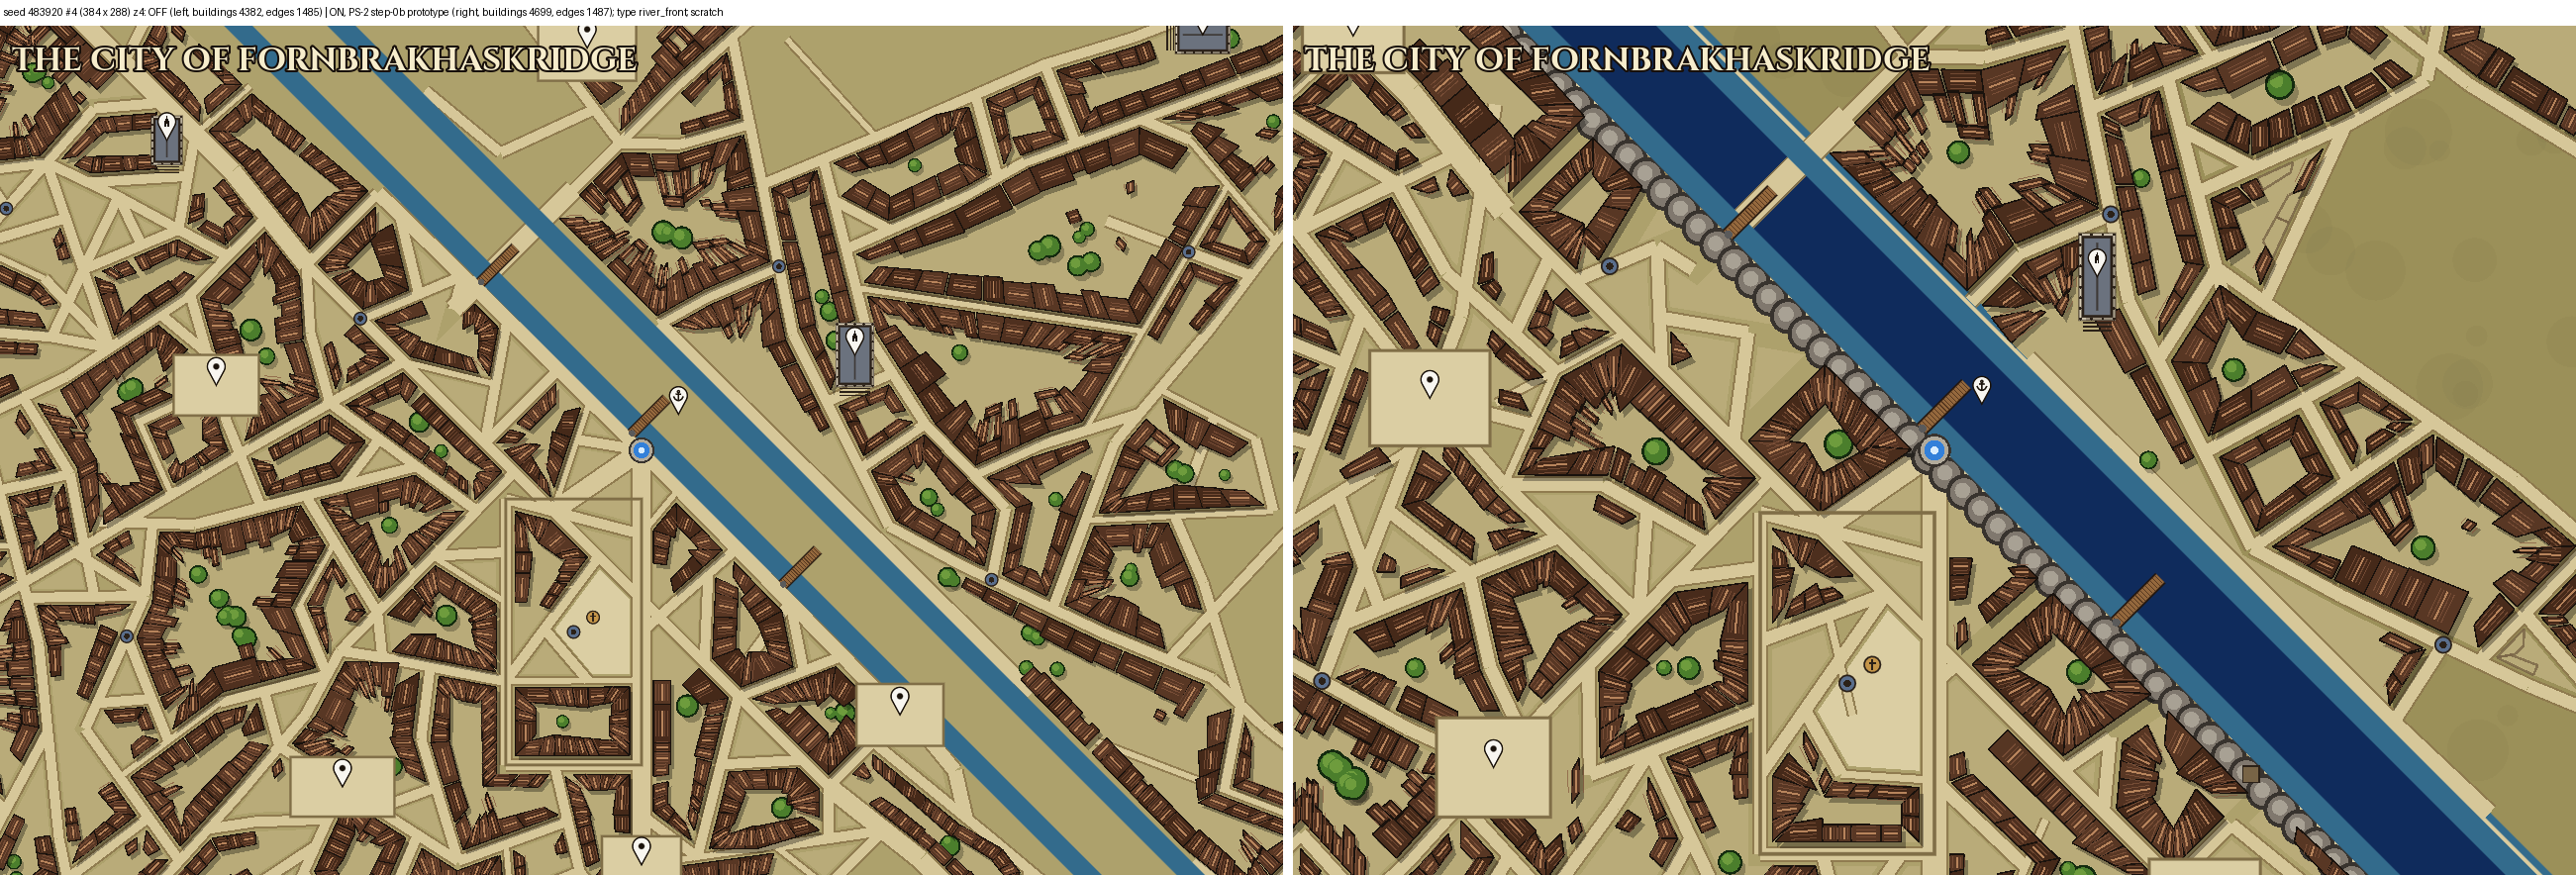 seed 483920 #4 (384 x 288) z4: OFF (left, buildings 4382, edges 1485) | ON, PS-2 step-0b prototype (right, buildings 4699, edges 1487); type river_front; scratch
THE CITY OF FORNBRAKHASKRIDGE
THE CITY OF FORNBRAKHASKRIDGE